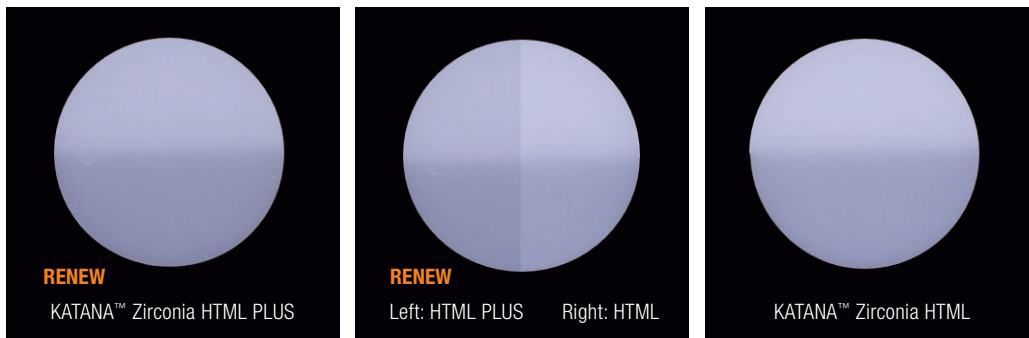 RENEW
KATANA™ Zirconia HTML PLUS
RENEW
Left: HTML PLUS Right: HTML
KATANA™ Zirconia HTML